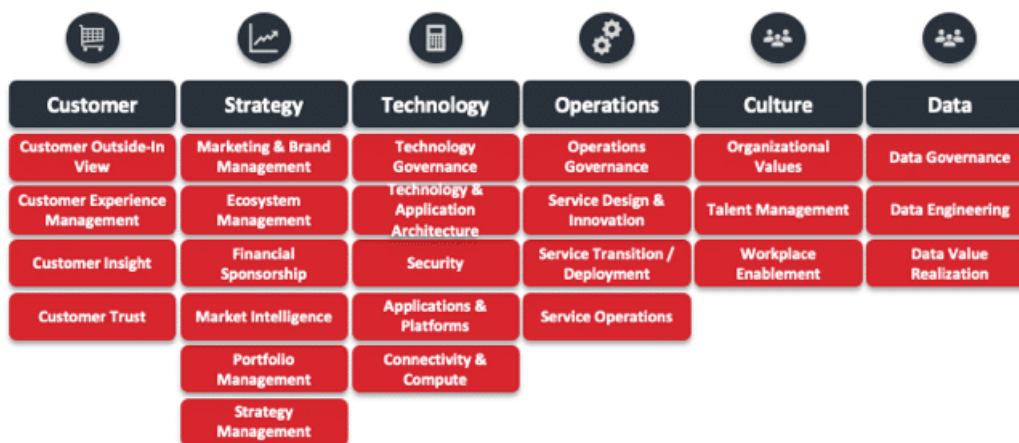 Customer
Strategy
Technology
Operations
Culture
Data
Customer Outside-In
View
Customer Experience
Management
Customer Insight
Customer Trust
Marketing & Brand
Management
Ecosystem
Management
Financial
Sponsorship
Market Intelligence
Portfolio
Management
Strategy
Management
Technology
Governance
Technology &
Application
Architecture
Security
Applications &
Platforms
Connectivity &
Compute
Operations
Governance
Service Design &
Innovation
Service Transition /
Deployment
Service Operations
Organizational
Values
Talent Management
Workplace
Enablement
Data Governance
Data Engineering
Data Value
Realization